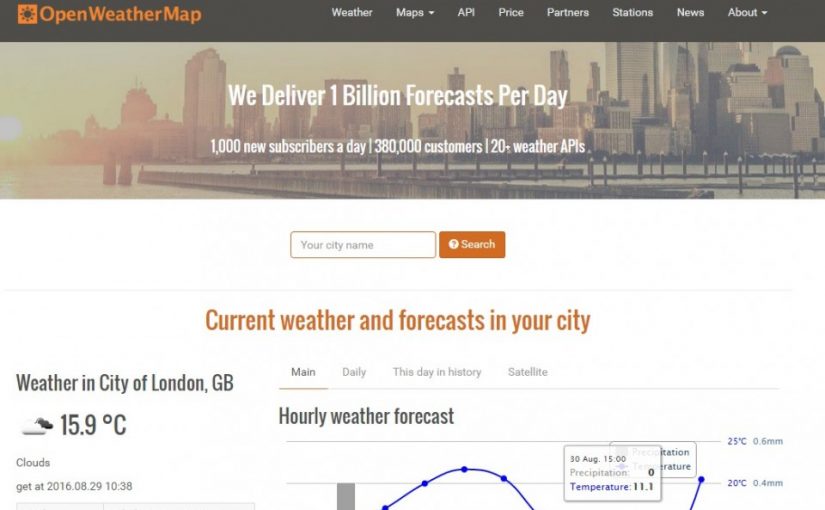 OpenWeatherMap
Weather Maps API Price Partners Stations News About
We Deliver 1 Billion Forecasts Per Day
1,000 new subscribers a day | 380,000 customers | 20+ weather APIs
Your city name
Search
Current weather and forecasts in your city
Weather in City of London, GB
15.9 °C
Clouds
get at 2016.08.29 10:38
Main Daily This day in history Satellite
Hourly weather forecast
25℃ 0.6mm
Precipitation
Temperature
30 Aug. 15:00
Precipitation: 0
Temperature: 11.1
20℃ 0.4mm